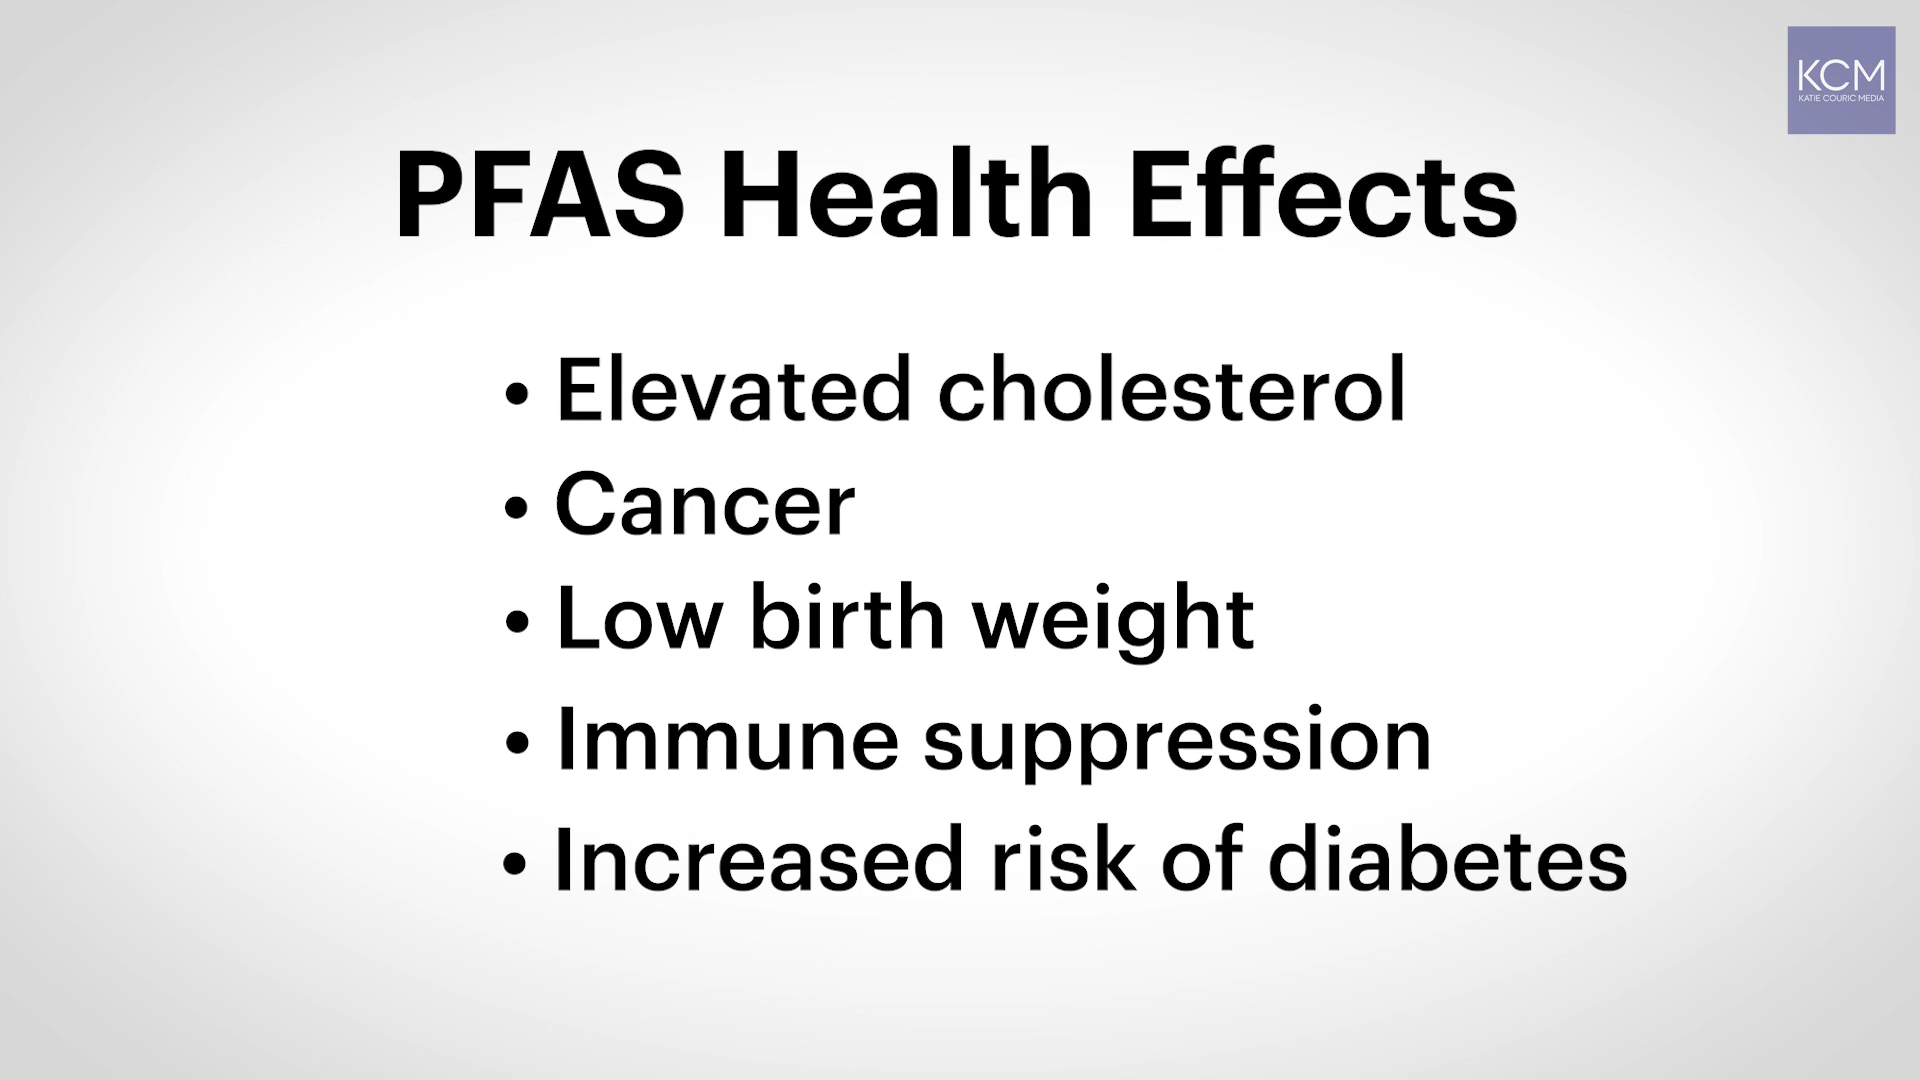 KCM
KATIE COURIC MEDIA
PFAS Health Effects
• Elevated cholesterol
• Cancer
• Low birth weight
• Immune suppression
• Increased risk of diabetes